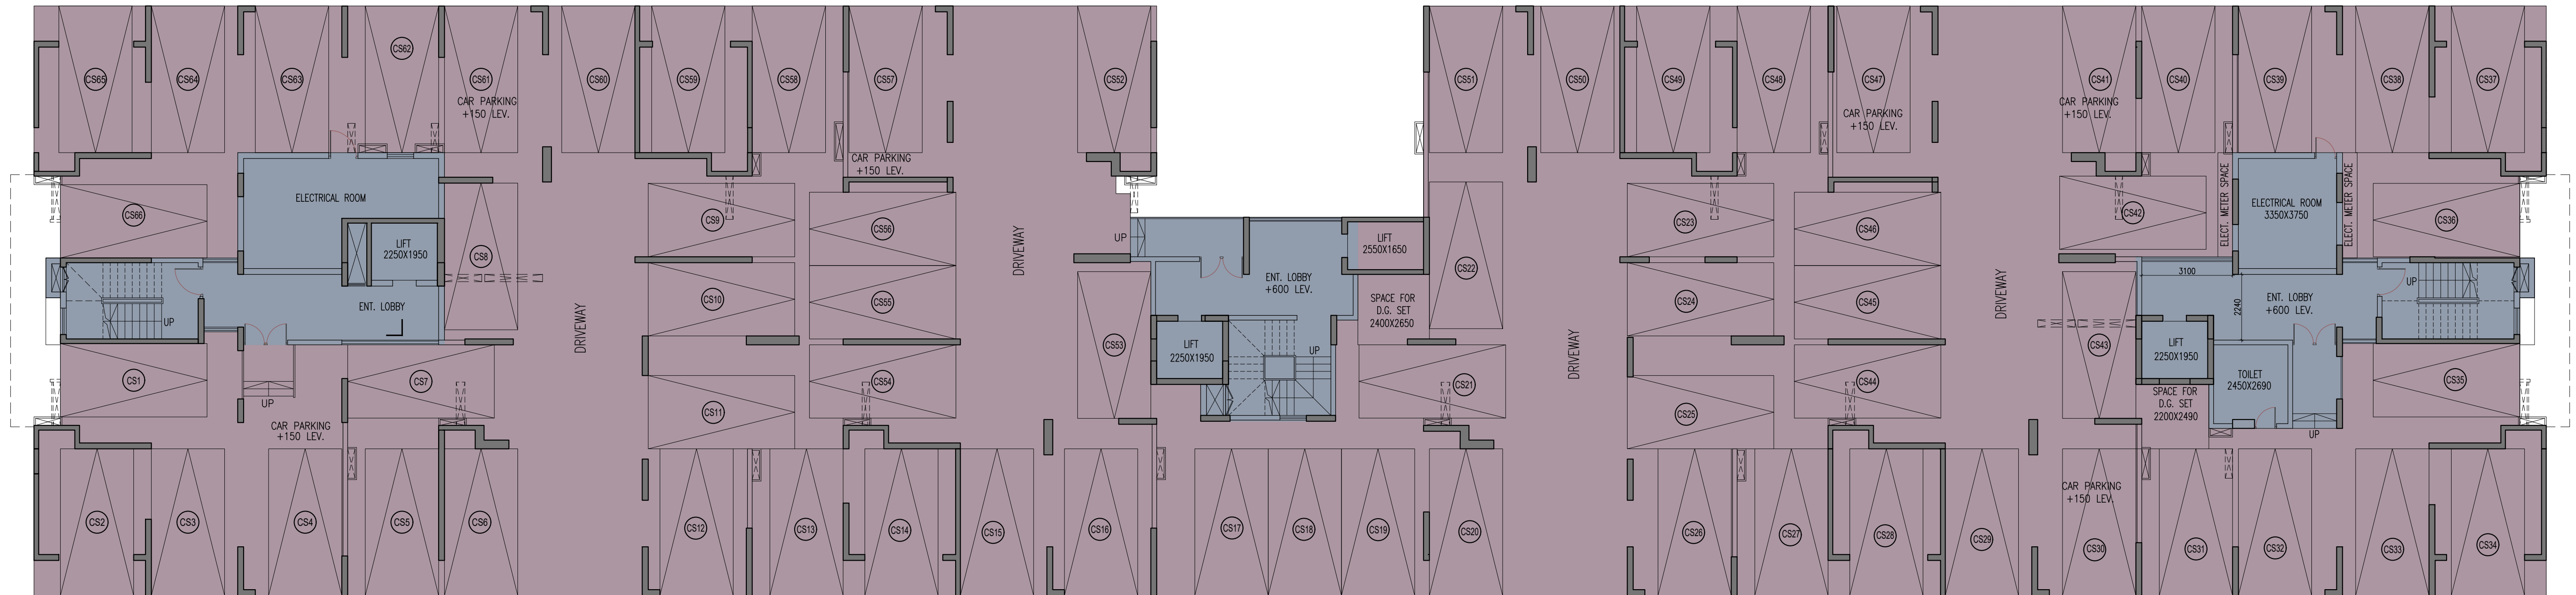 CS65
CS64
CS63
CS62
CS61
CS60
CS59
CS58
CS57
CS52
CS51
CS50
CS49
CS48
CS47
CS41
CS40
CS39
CS38
CS37
CAR PARKING
+150 LEV.
CAR PARKING
+150 LEV.
CAR PARKING
+150 LEV.
CAR PARKING
+150 LEV.
CS66
ELECTRICAL ROOM
LIFT
2250X1950
CS8
CS9
CS56
DRIVEWAY
UP
LIFT
2550X1650
CS22
CS23
CS46
CS42
ELECT. METER SPACE
ELECTRICAL ROOM
3350X3750
ELECT. METER SPACE
CS36
UP
ENT. LOBBY
DRIVEWAY
CS10
CS55
ENT. LOBBY
+600 LEV.
SPACE FOR
D.G. SET
2400X2650
DRIVEWAY
CS24
CS45
DRIVEWAY
3100
2240
ENT. LOBBY
+600 LEV.
UP
CS1
UP
CAR PARKING
+150 LEV.
CS7
CS11
CS54
CS53
LIFT
2250X1950
UP
CS21
CS25
CS44
CS43
LIFT
2250X1950
SPACE FOR
D.G. SET
2200X2490
TOILET
2450X2690
UP
CS35
CAR PARKING
+150 LEV.
CS2
CS3
CS4
CS5
CS6
CS12
CS13
CS14
CS15
CS16
CS17
CS18
CS19
CS20
CS26
CS27
CS28
CS29
CS30
CS31
CS32
CS33
CS34